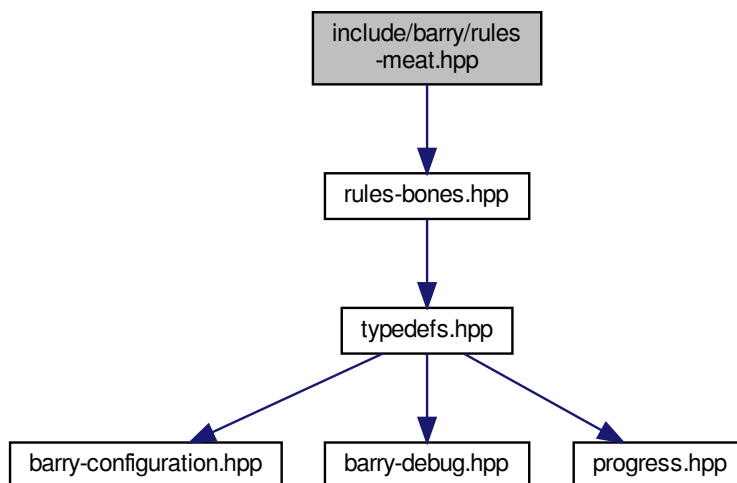 include/barry/rules
-meat.hpp
rules-bones.hpp
typedefs.hpp
barry-configuration.hpp
barry-debug.hpp
progress.hpp